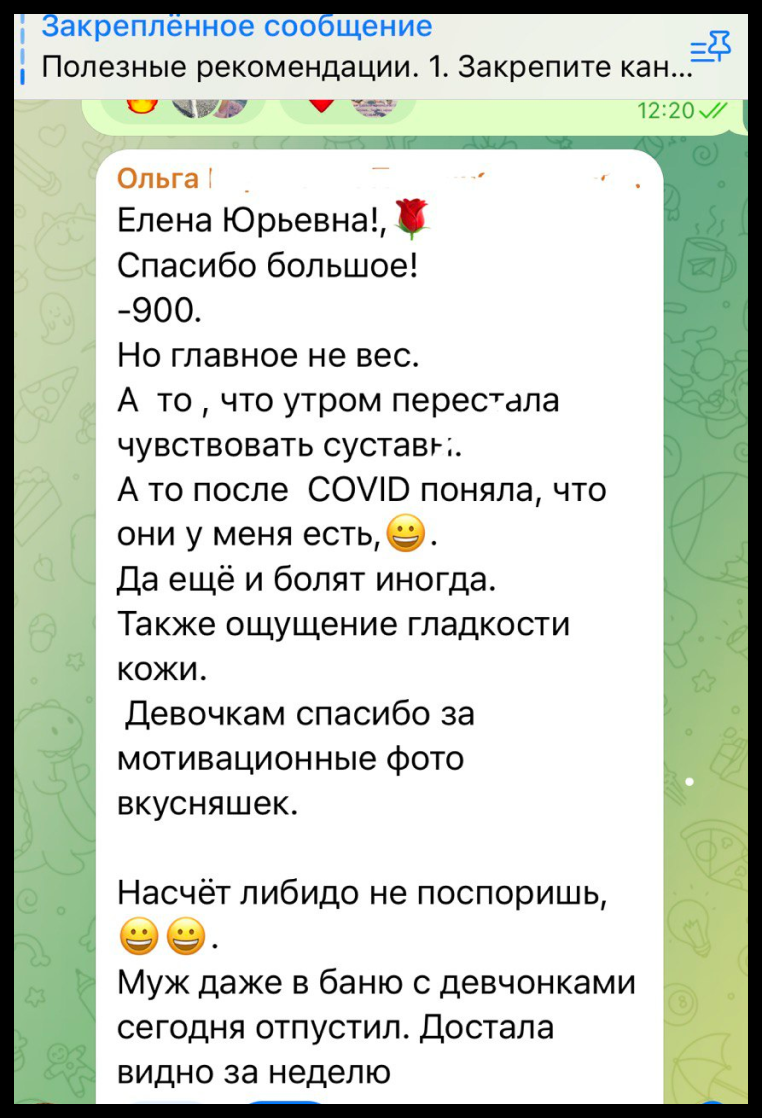 Закреплённое сообщение
Полезные рекомендации. 1. Закрепите кан...
12:20
Ольга
Елена Юрьевна!,🌹
Спасибо большое!
-900.
Но главное не вес.
А то , что утром перестала
чувствовать суставы.
А то после COVID поняла, что
они у меня есть,😀.
Да ещё и болят иногда.
Также ощущение гладкости
кожи.
Девочкам спасибо за
мотивационные фото
вкусняшек.
Насчёт либидо не поспоришь,
😀😀.
Муж даже в баню с девчонками
сегодня отпустил. Достала
видно за неделю